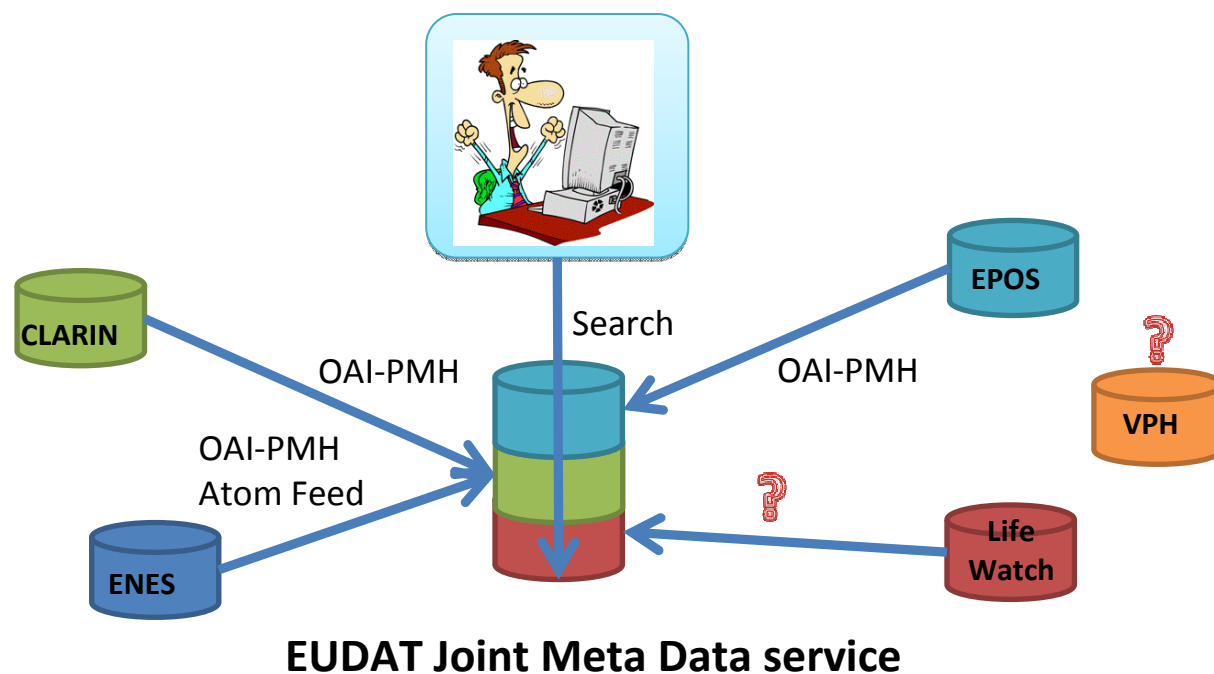 Search
EPOS
CLARIN
OAI-PMH
OAI-PMH
?
VPH
OAI-PMH
Atom Feed
?
Life
Watch
ENES
EUDAT Joint Meta Data service